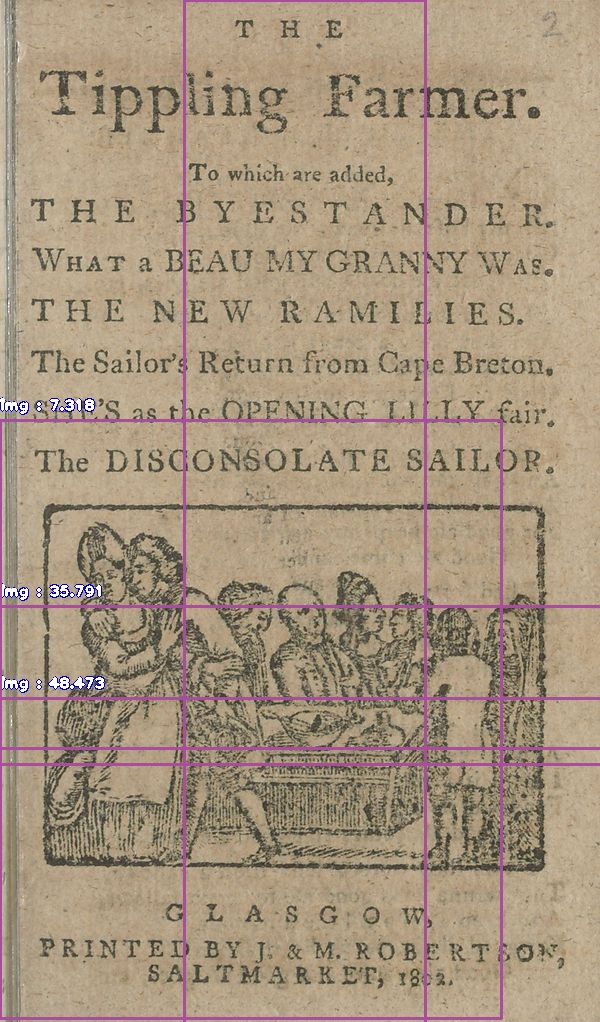 2
THE
Tippling Farmer.
To which are added,
THE BYESTANDER.
WHAT a BEAU MY GRANNY WAS.
THE NEW RAMILIES.
The Sailor's Return from Cape Breton.
img : 7.318
SHE'S as the OPENING LILLY fair.
The DISCONSOLATE SAILOR.
img : 35.791
img : 48.473
GLASGOW,
PRINTED BY J. & M. ROBERTSON,
SALTMARKET, 1802.